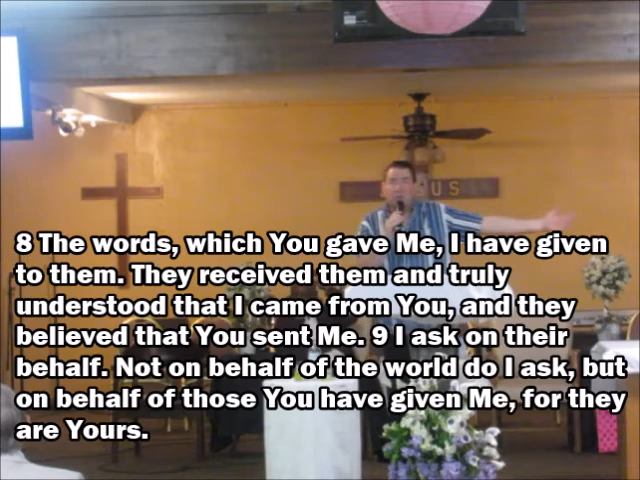 US
8 The words, which You gave Me, I have given
to them. They received them and truly
understood that I came from You, and they
believed that You sent Me. 9 I ask on their
behalf. Not on behalf of the world do I ask, but
on behalf of those You have given Me, for they
are Yours.